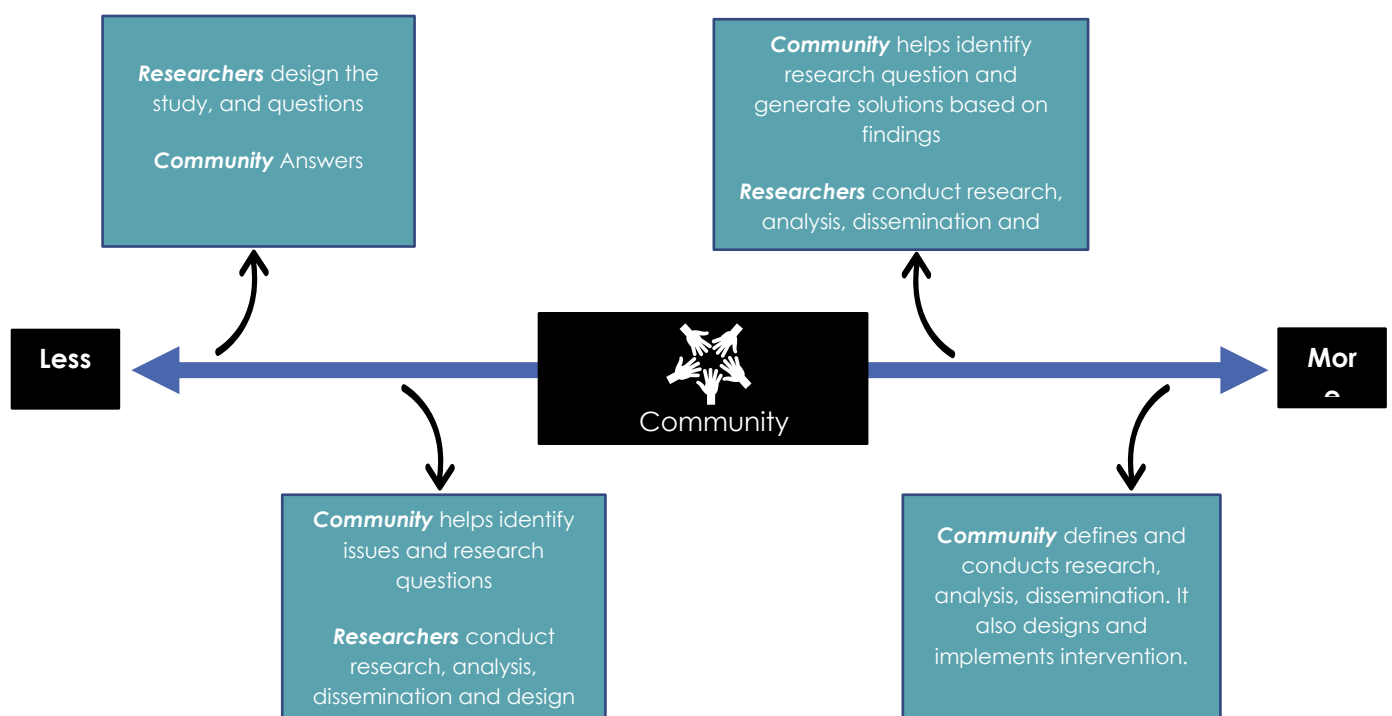 Researchers design the
study, and questions
Community Answers
Community helps identify
research question and
generate solutions based on
findings
Researchers conduct research,
analysis, dissemination and
Less
Community
Mor
e
Community helps identify
issues and research
questions
Researchers conduct
research, analysis,
dissemination and design
Community defines and
conducts research,
analysis, dissemination. It
also designs and
implements intervention.